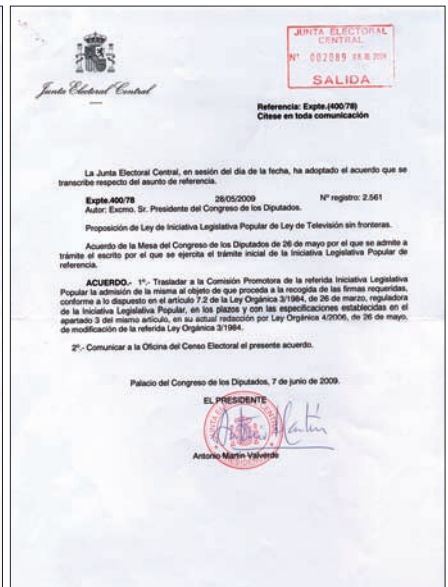 JUNTA ELECTORAL
CENTRAL
Nº 002089
SALIDA
Junta Electoral Central
Referencia: Expte.(400/78)
Cítese en toda comunicación
La Junta Electoral Central, en sesión del día de la fecha, ha adoptado el acuerdo que se
transcribe respecto del asunto de referencia.
Expte.400/78 28/05/2009 Nº registro: 2.561
Autor: Excmo. Sr. Presidente del Congreso de los Diputados.
Proposición de Ley de Iniciativa Legislativa Popular de Ley de Televisión sin fronteras.
Acuerdo de la Mesa del Congreso de los Diputados de 26 de mayo por el que se admite a
trámite el escrito por el que se ejercita el trámite inicial de la Iniciativa Legislativa Popular de
referencia.
ACUERDO.- 1º.- Trasladar a la Comisión Promotora de la referida Iniciativa Legislativa
Popular la admisión de la misma al objeto de que proceda a la recogida de las firmas requeridas,
conforme a lo dispuesto en el artículo 7.2 de la Ley Orgánica 3/1984, de 26 de marzo, reguladora
de la Iniciativa Legislativa Popular, en los plazos y con las especificaciones establecidas en el
apartado 3 del mismo artículo, en su actual redacción por Ley Orgánica 4/2006, de 26 de mayo,
de modificación de la referida Ley Orgánica 3/1984.
2º.- Comunicar a la Oficina del Censo Electoral el presente acuerdo.
Palacio del Congreso de los Diputados, 7 de junio de 2009.
EL PRESIDENTE
Antonio Martín Valverde